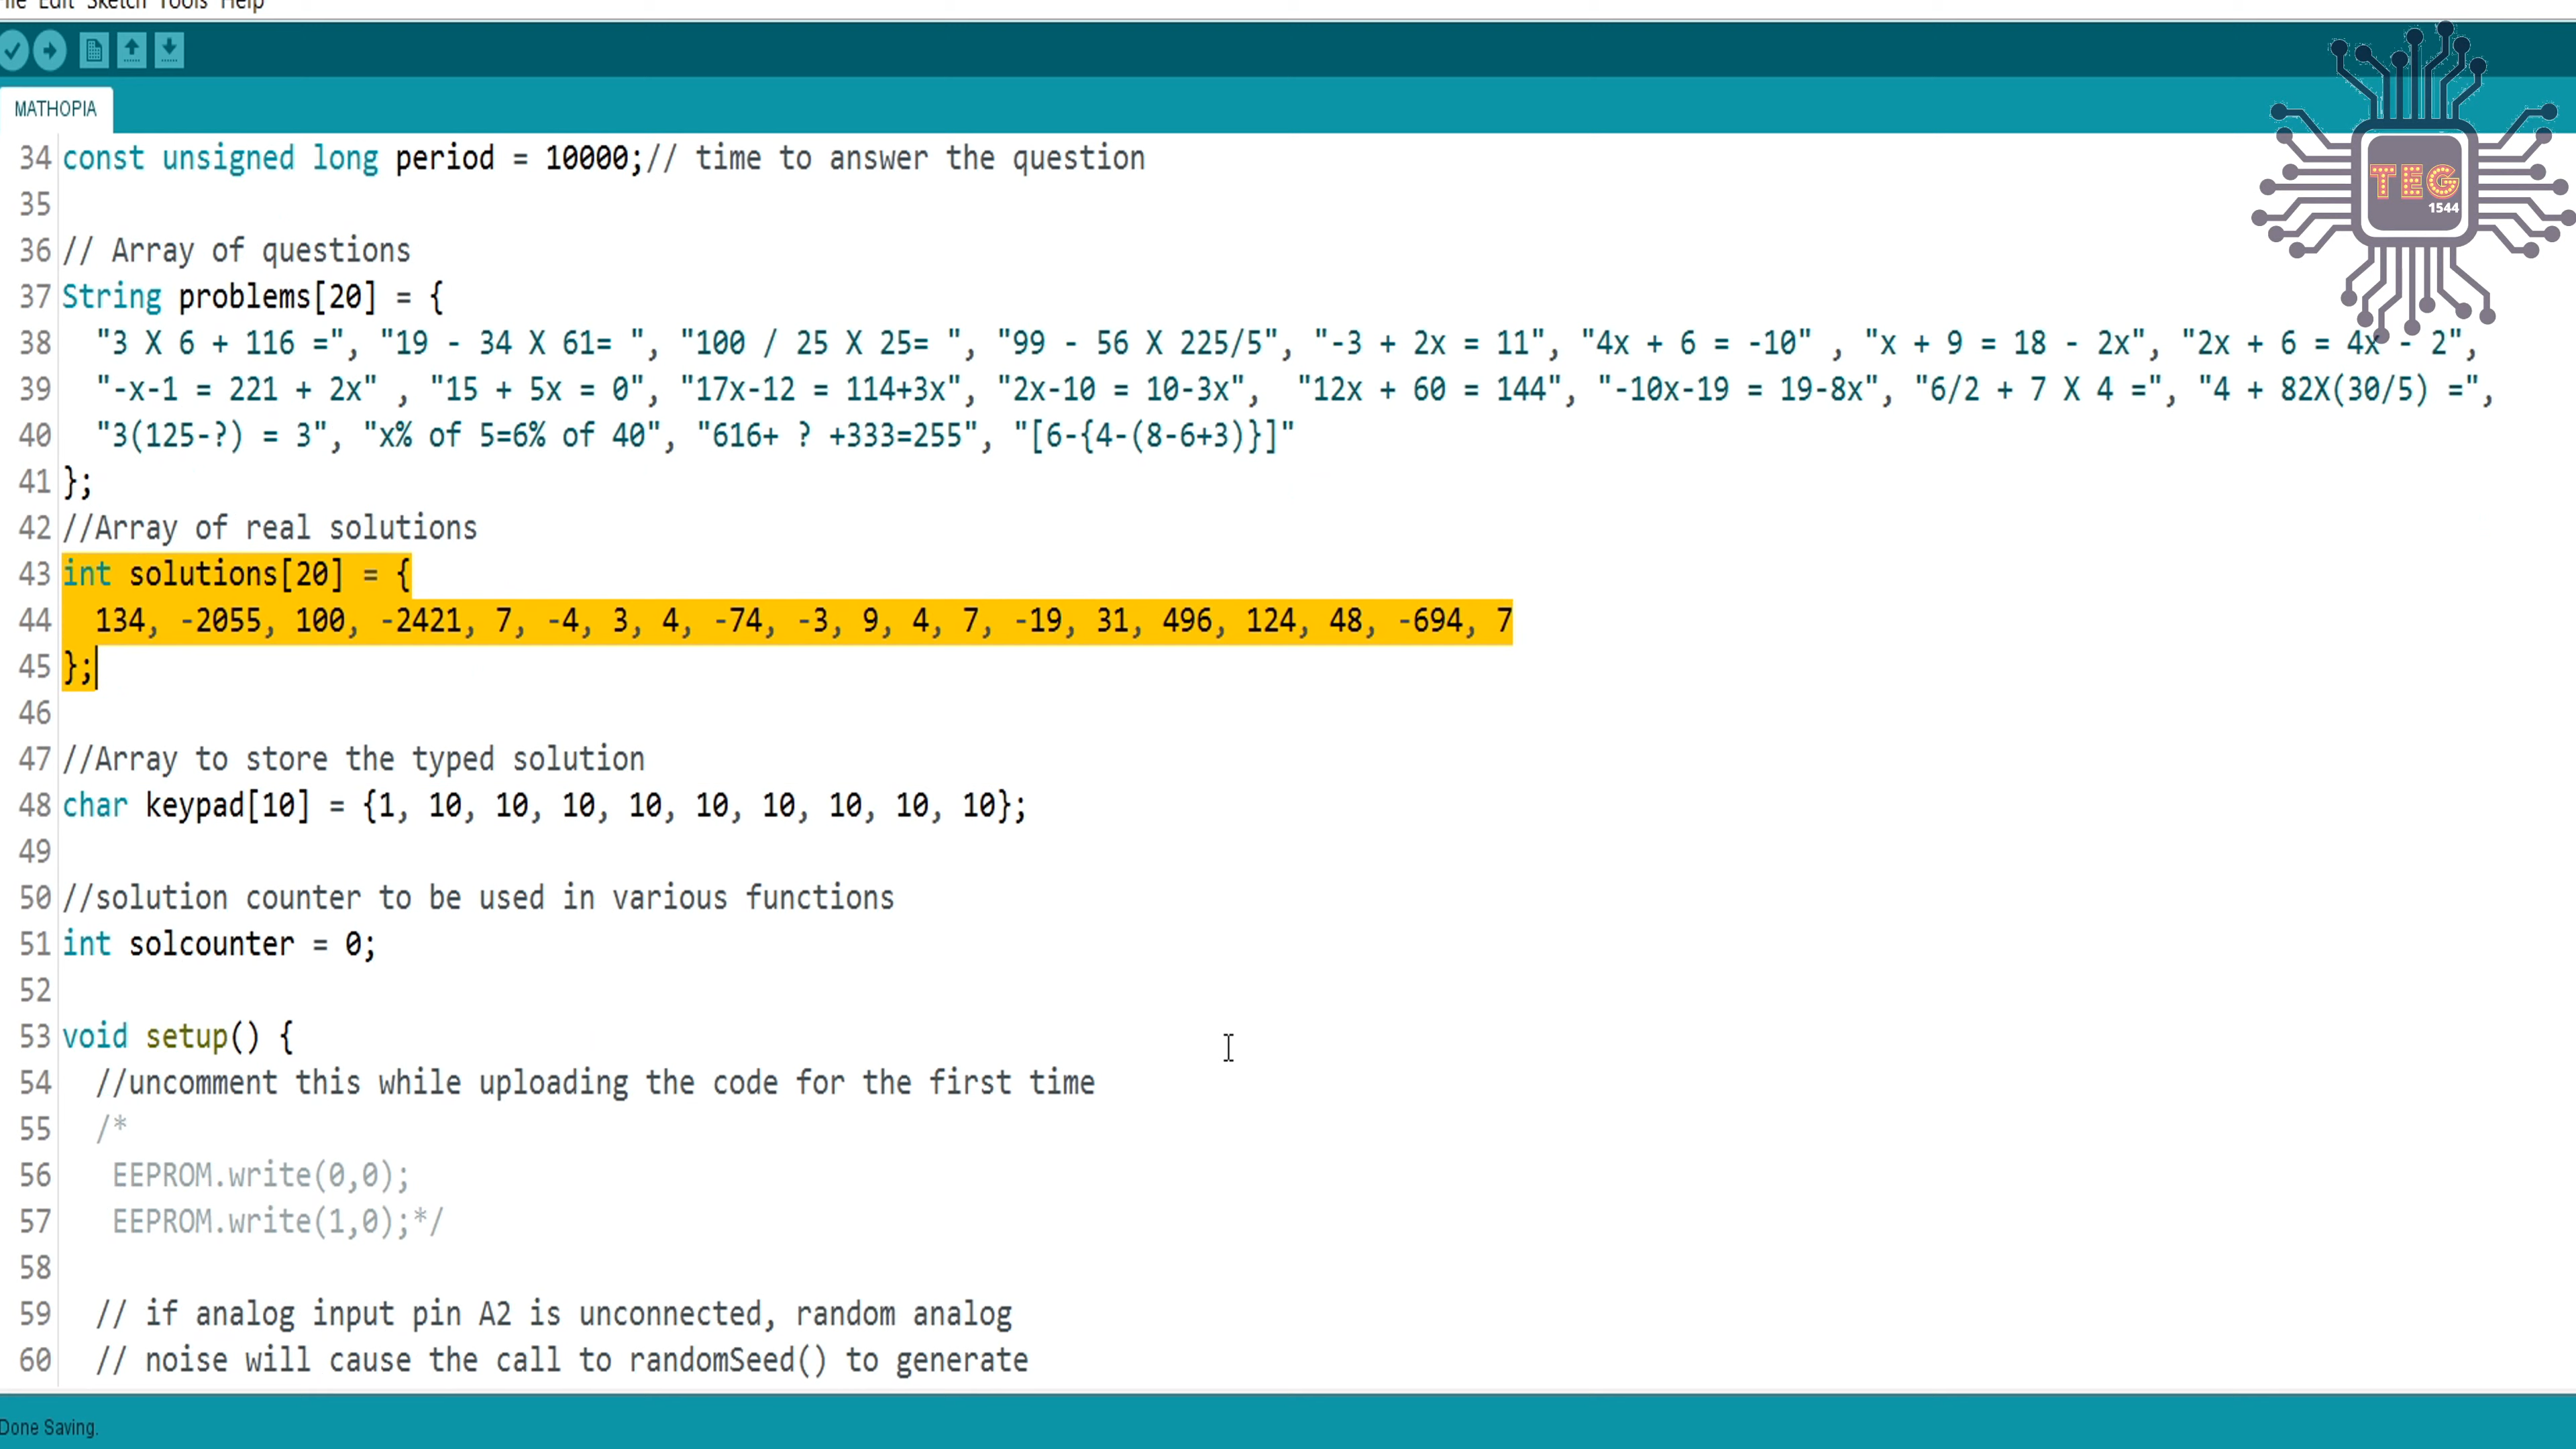 File Edit Sketch Tools Help
MATHOPIA
TEG
1544
34 const unsigned long period = 10000;// time to answer the question
35
36 // Array of questions
37 String problems[20] = {
38 "3 X 6 + 116 =", "19 - 34 X 61= ", "100 / 25 X 25= ", "99 - 56 X 225/5", "-3 + 2x = 11", "4x + 6 = -10" , "x + 9 = 18 - 2x", "2x + 6 = 4x - 2",
39 "-x-1 = 221 + 2x" , "15 + 5x = 0", "17x-12 = 114+3x", "2x-10 = 10-3x", "12x + 60 = 144", "-10x-19 = 19-8x", "6/2 + 7 X 4 =", "4 + 82X(30/5) =",
40 "3(125-?) = 3", "x% of 5=6% of 40", "616+ ? +333=255", "[6-{4-(8-6+3)}]"
41 };
42 //Array of real solutions
43 int solutions[20] = {
44 134, -2055, 100, -2421, 7, -4, 3, 4, -74, -3, 9, 4, 7, -19, 31, 496, 124, 48, -694, 7
45 };
46
47 //Array to store the typed solution
48 char keypad[10] = {1, 10, 10, 10, 10, 10, 10, 10, 10, 10};
49
50 //solution counter to be used in various functions
51 int solcounter = 0;
52
53 void setup() {
54 //uncomment this while uploading the code for the first time
55 /*
56 EEPROM.write(0,0);
57 EEPROM.write(1,0);*/
58
59 // if analog input pin A2 is unconnected, random analog
60 // noise will cause the call to randomSeed() to generate
Done Saving.